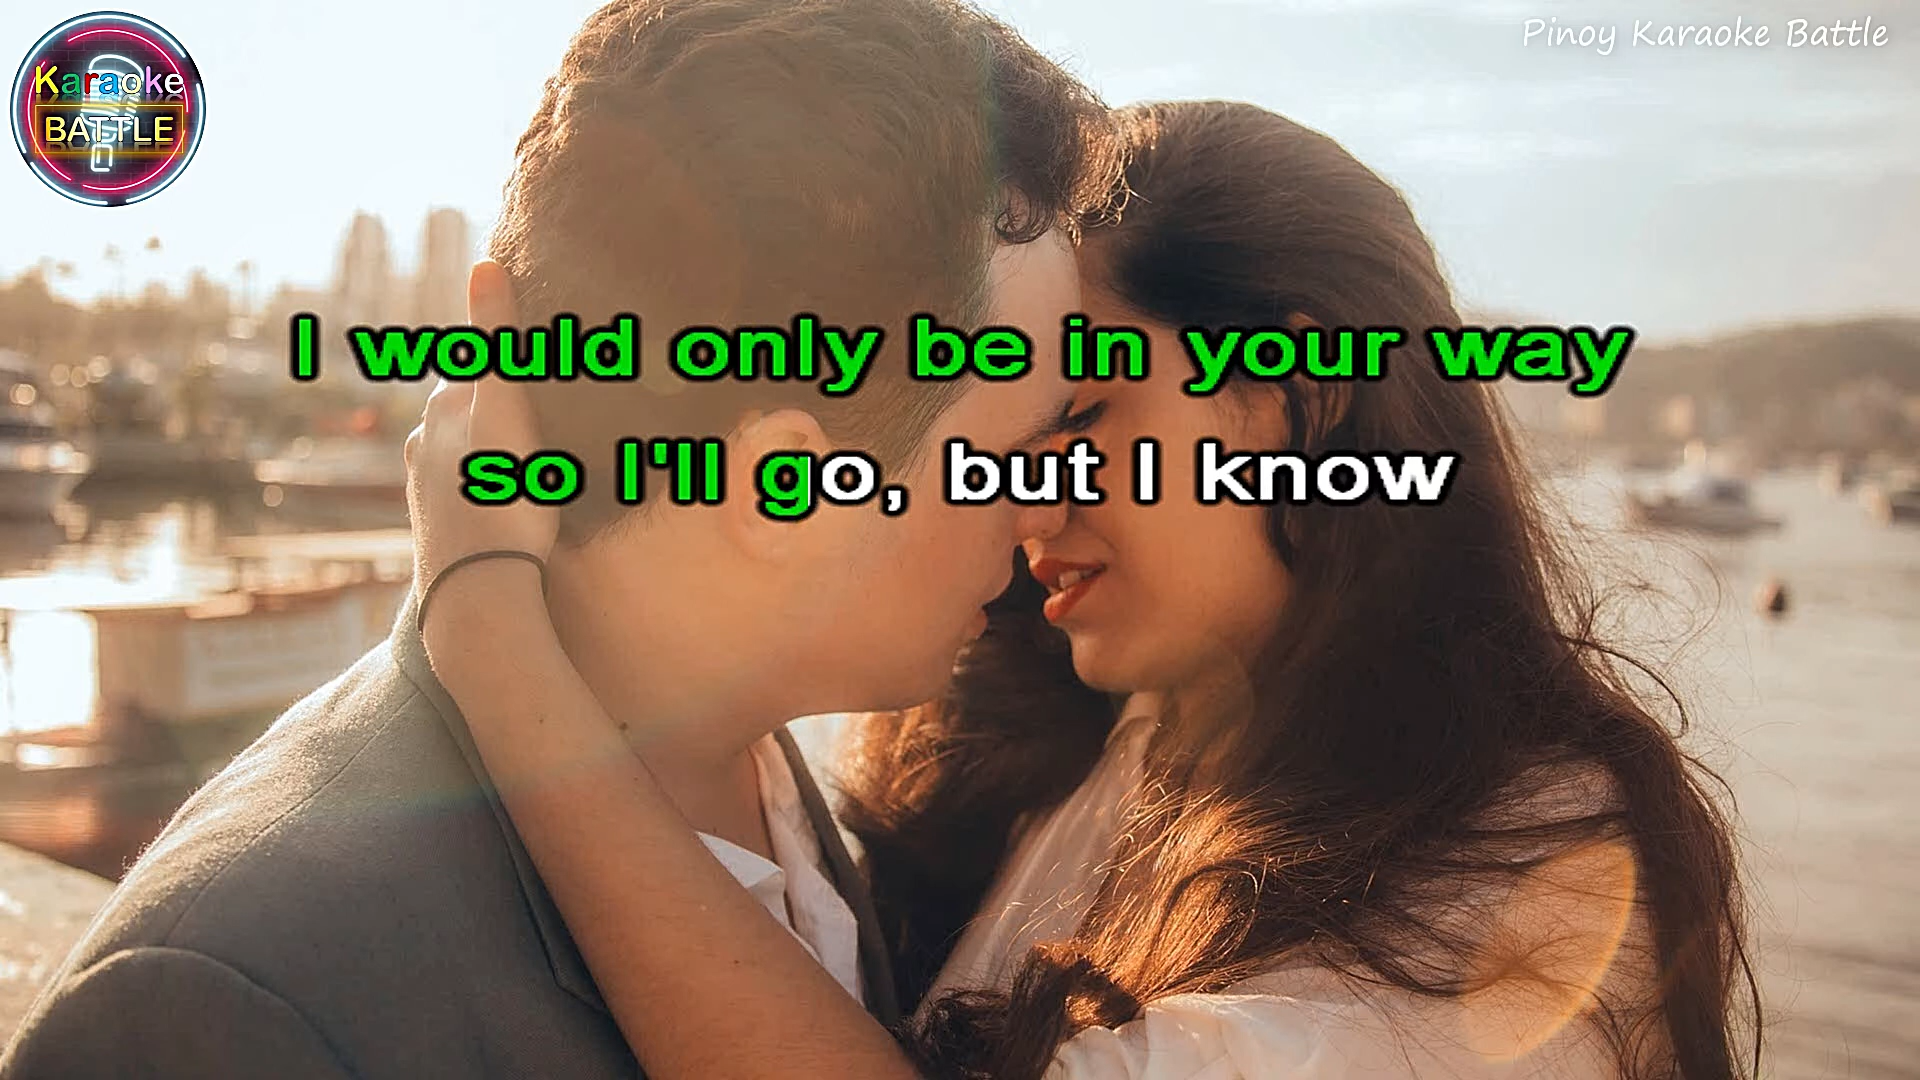 Karaoke
BATTLE
Pinoy Karaoke Battle
I would only be in your way
so I'll go, but I know